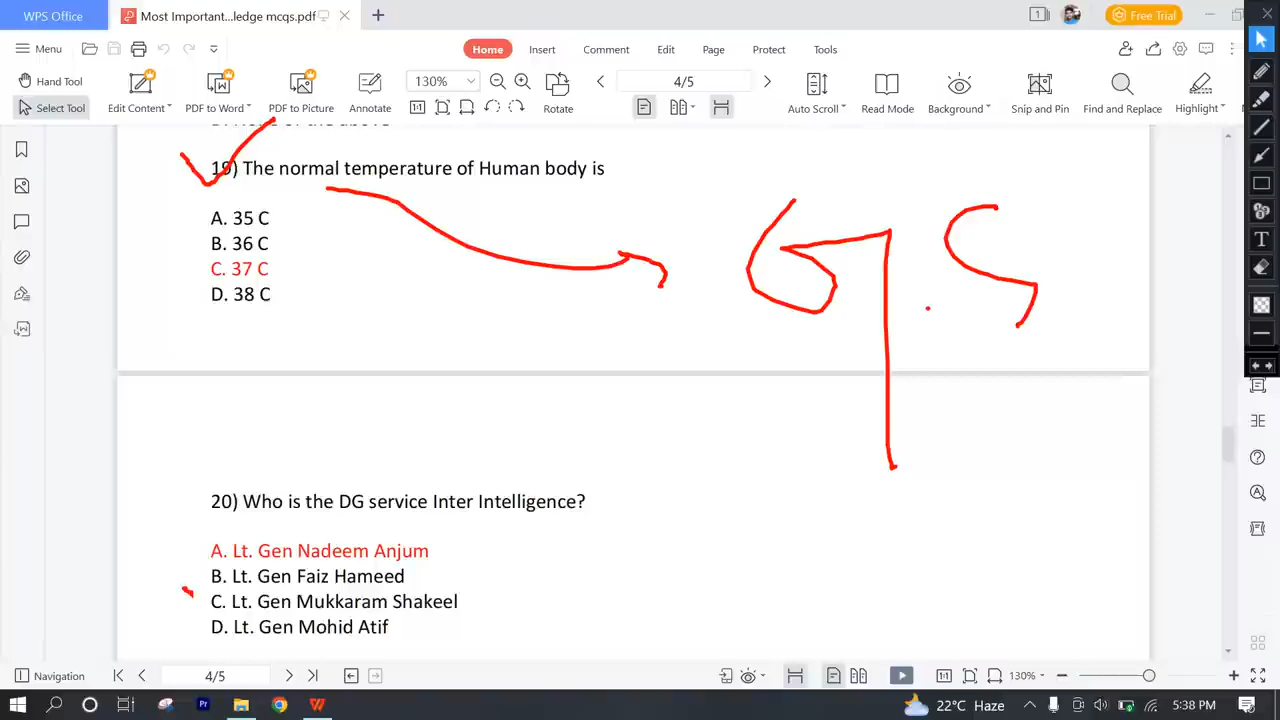 WPS Office
Most Important...ledge mcqs.pdf
1
Free Trial
Menu
Home Insert Comment Edit Page Protect Tools
Hand Tool
Select Tool
Edit Content
PDF to Word
PDF to Picture
Annotate
130%
Rotate
4/5
Auto Scroll
Read Mode
Background
Snip and Pin
Find and Replace
Highlight
19) The normal temperature of Human body is
A. 35 C
B. 36 C
C. 37 C
D. 38 C
20) Who is the DG service Inter Intelligence?
A. Lt. Gen Nadeem Anjum
B. Lt. Gen Faiz Hameed
C. Lt. Gen Mukkaram Shakeel
D. Lt. Gen Mohid Atif
Navigation
4/5
130%
22°C Haze
5:38 PM